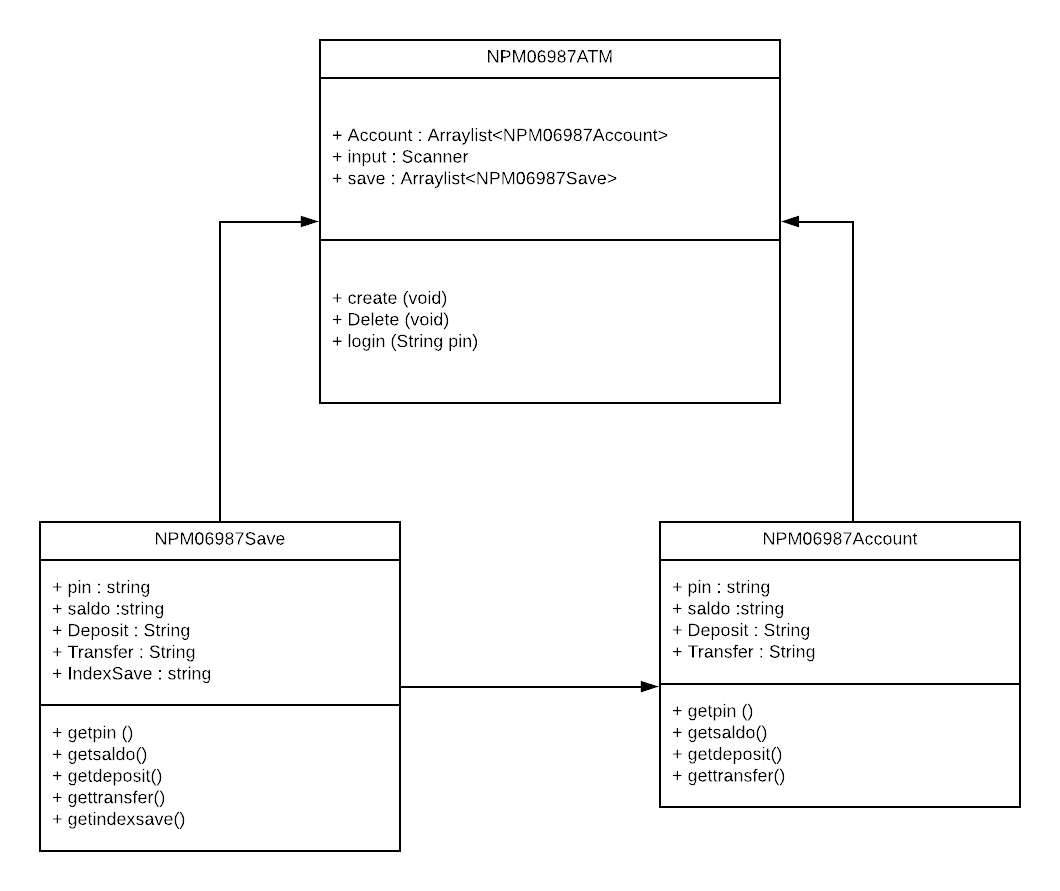 NPM06987ATM
+ Account : Arraylist<NPM06987Account>
+ input : Scanner
+ save : Arraylist<NPM06987Save>
+ create (void)
+ Delete (void)
+ login (String pin)
NPM06987Save
+ pin : string
+ saldo :string
+ Deposit : String
+ Transfer : String
+ IndexSave : string
+ getpin ()
+ getsaldo()
+ getdeposit()
+ gettransfer()
+ getindexsave()
NPM06987Account
+ pin : string
+ saldo :string
+ Deposit : String
+ Transfer : String
+ getpin ()
+ getsaldo()
+ getdeposit()
+ gettransfer()